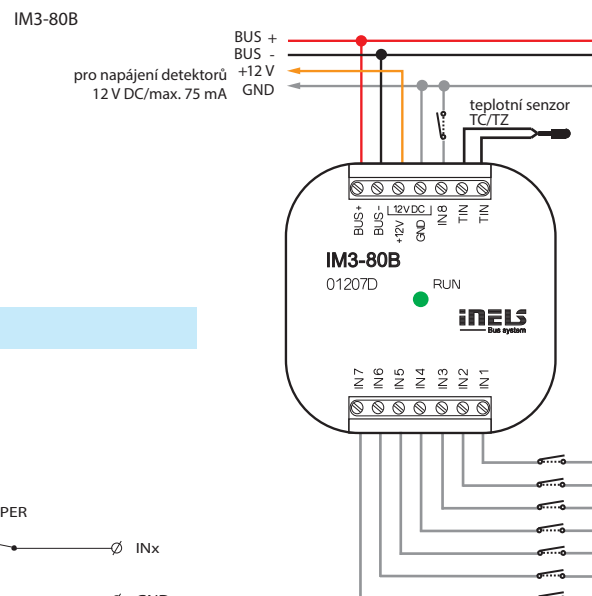 IM3-80B
BUS +
BUS -
pro napájení detektorů +12 V
12 V DC/max. 75 mA GND
teplotní senzor
TC/TZ
BUS+ BUS- 12V DC +12V GND IN8 TIN TIN
IM3-80B
01207D RUN
iNELS
Bus system
IN7 IN6 IN5 IN4 IN3 IN2 IN1
PER
INx